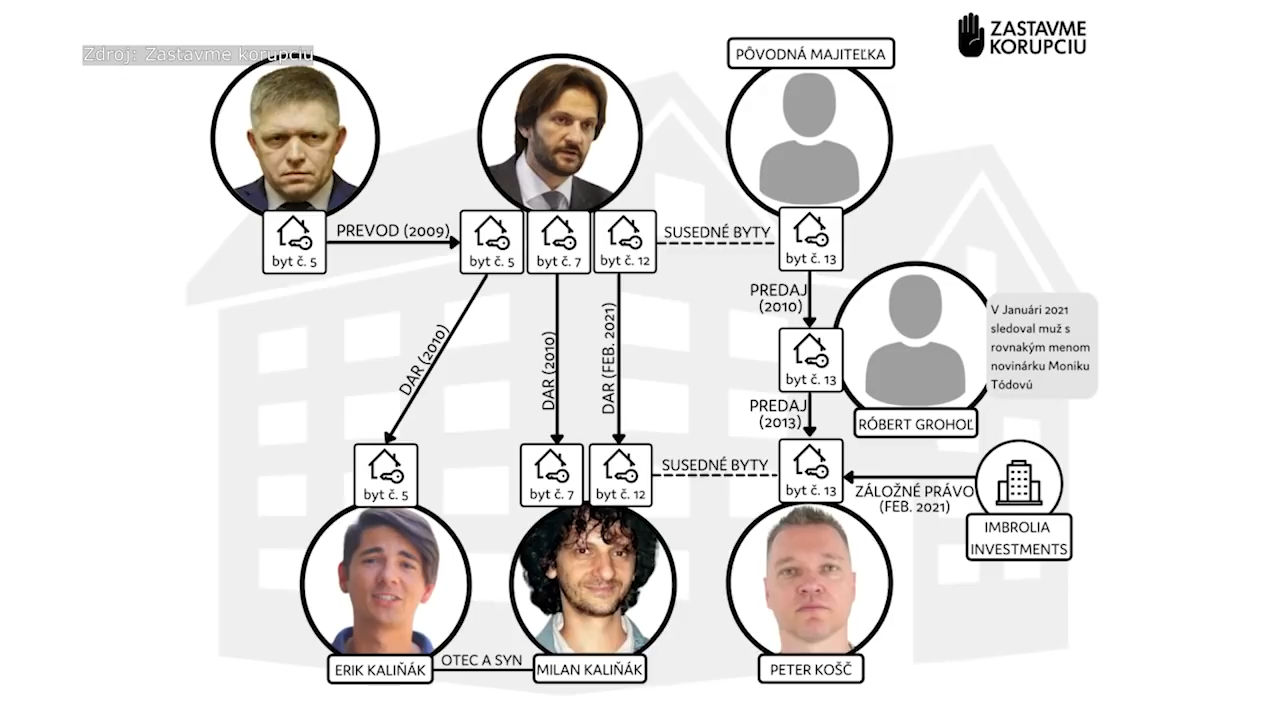 Zdroj: Zastavme korupciu
ZASTAVME
KORUPCIU
PÔVODNÁ MAJITEĽKA
PREVOD (2009)
SUSEDNÉ BYTY
byt č. 5
byt č. 5
byt č. 7
byt č. 12
byt č. 13
PREDAJ
(2010)
V Januári 2021
sledoval muž s
rovnakým menom
novinárku Moniku
Tódovú
DAR (2010)
DAR (2010)
DAR (FEB. 2021)
byt č. 13
PREDAJ
(2013)
RÓBERT GROHOĽ
SUSEDNÉ BYTY
byt č. 5
byt č. 7
byt č. 12
byt č. 13
ZÁLOŽNÉ PRÁVO
(FEB. 2021)
IMBROLIA
INVESTMENTS
ERIK KALIŇÁK
OTEC A SYN
MILAN KALIŇÁK
PETER KOŠČ